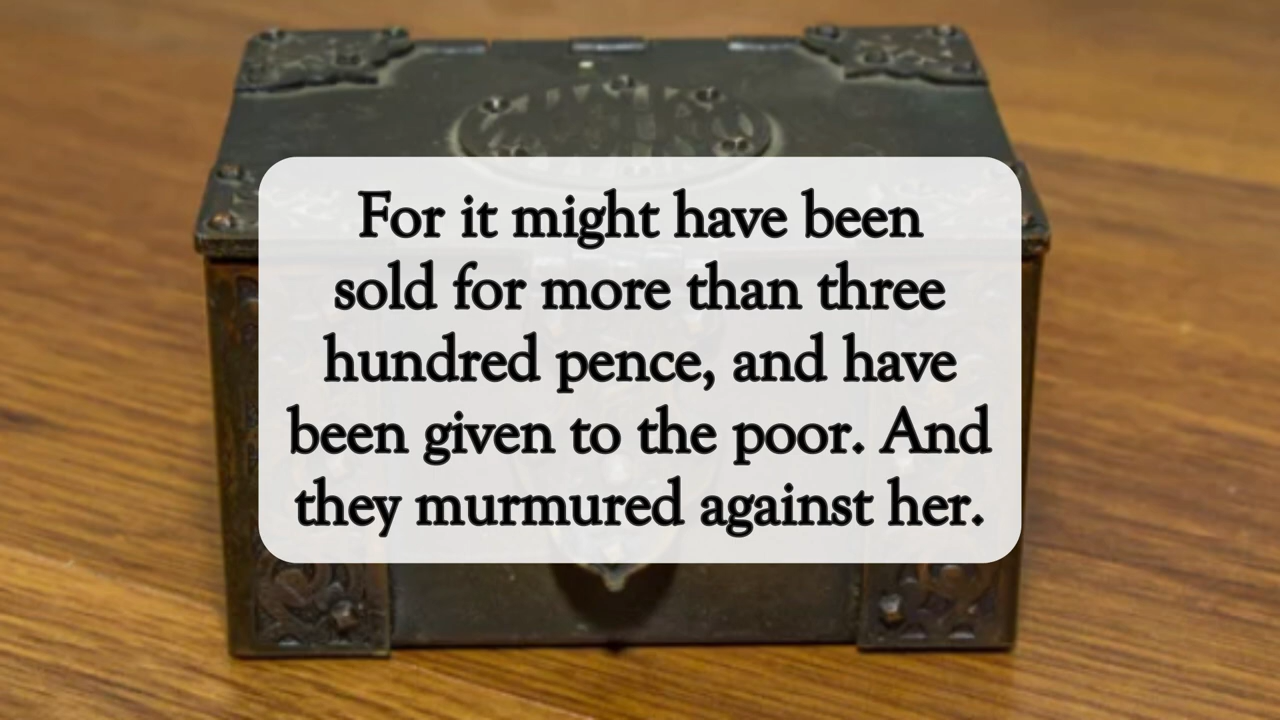 For it might have been
sold for more than three
hundred pence, and have
been given to the poor. And
they murmured against her.